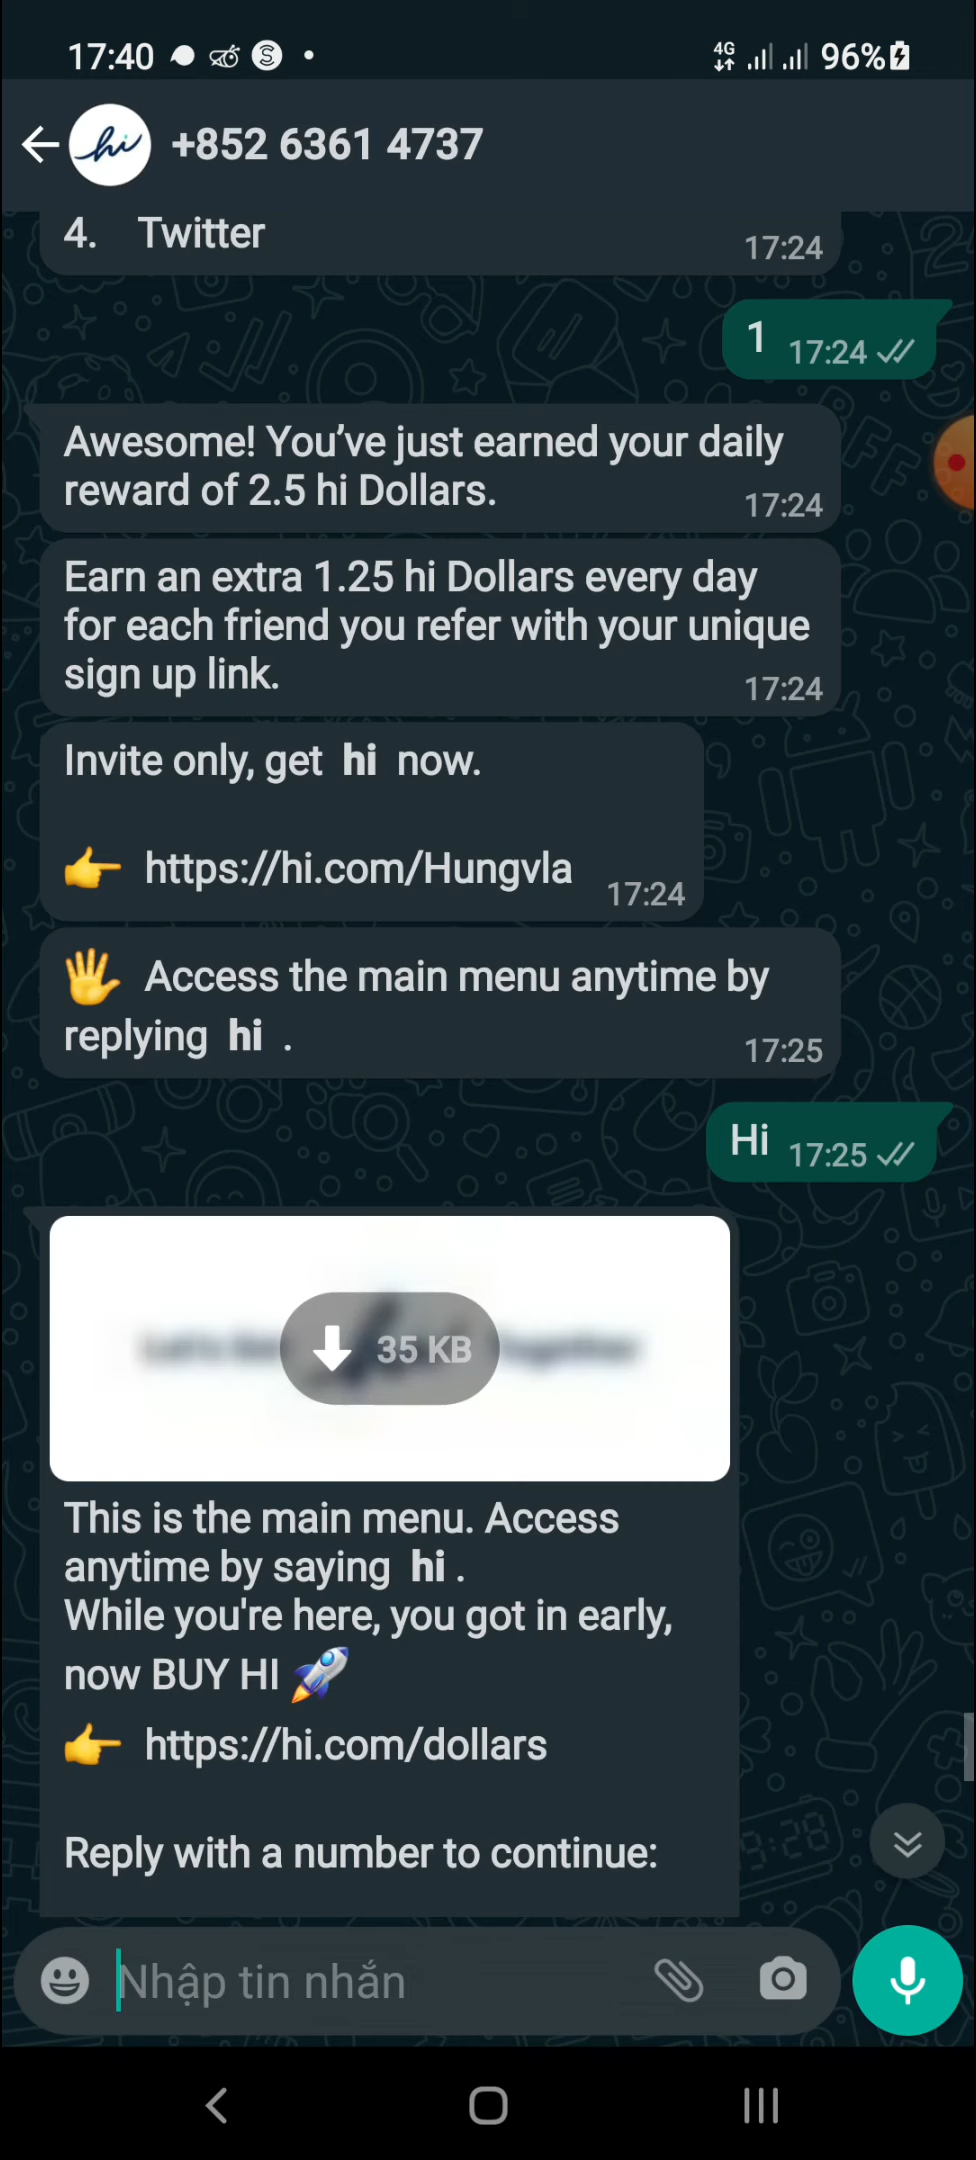 17:40
4G
96%
hi
+852 6361 4737
4. Twitter
17:24
1
17:24
Awesome! You’ve just earned your daily
reward of 2.5 hi Dollars.
17:24
Earn an extra 1.25 hi Dollars every day
for each friend you refer with your unique
sign up link.
17:24
Invite only, get hi now.
👉 https://hi.com/Hungvla
17:24
🖐 Access the main menu anytime by
replying hi .
17:25
Hi
17:25
35 KB
This is the main menu. Access
anytime by saying hi .
While you're here, you got in early,
now BUY HI 🚀
👉 https://hi.com/dollars
Reply with a number to continue:
Nhập tin nhắn